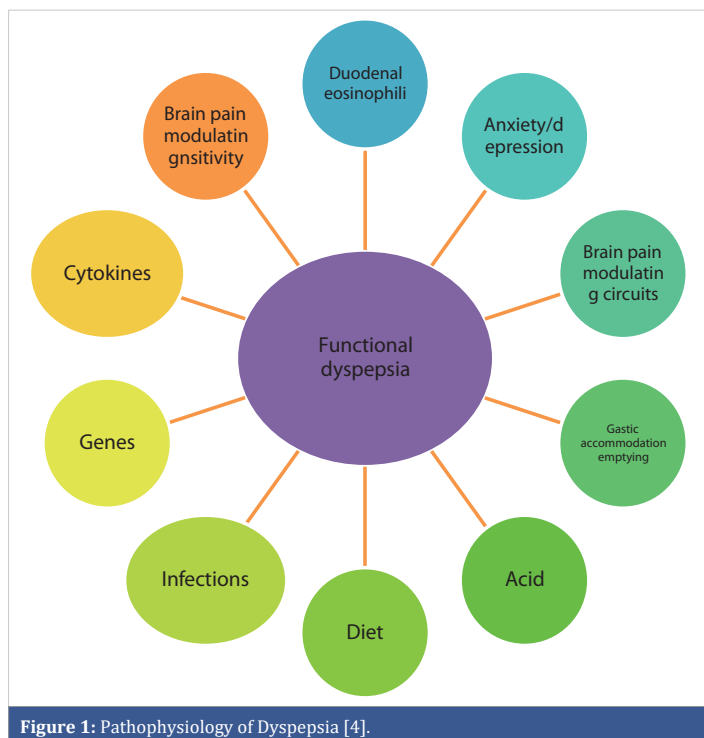 Duodenal
eosinophili
Anxiety/d
epression
Brain pain
modulatin
g circuits
Gastic
accommodation
emptying
Acid
Diet
Infections
Genes
Cytokines
Brain pain
modulatin
gnsitivity
Functional
dyspepsia
Figure 1: Pathophysiology of Dyspepsia [4].